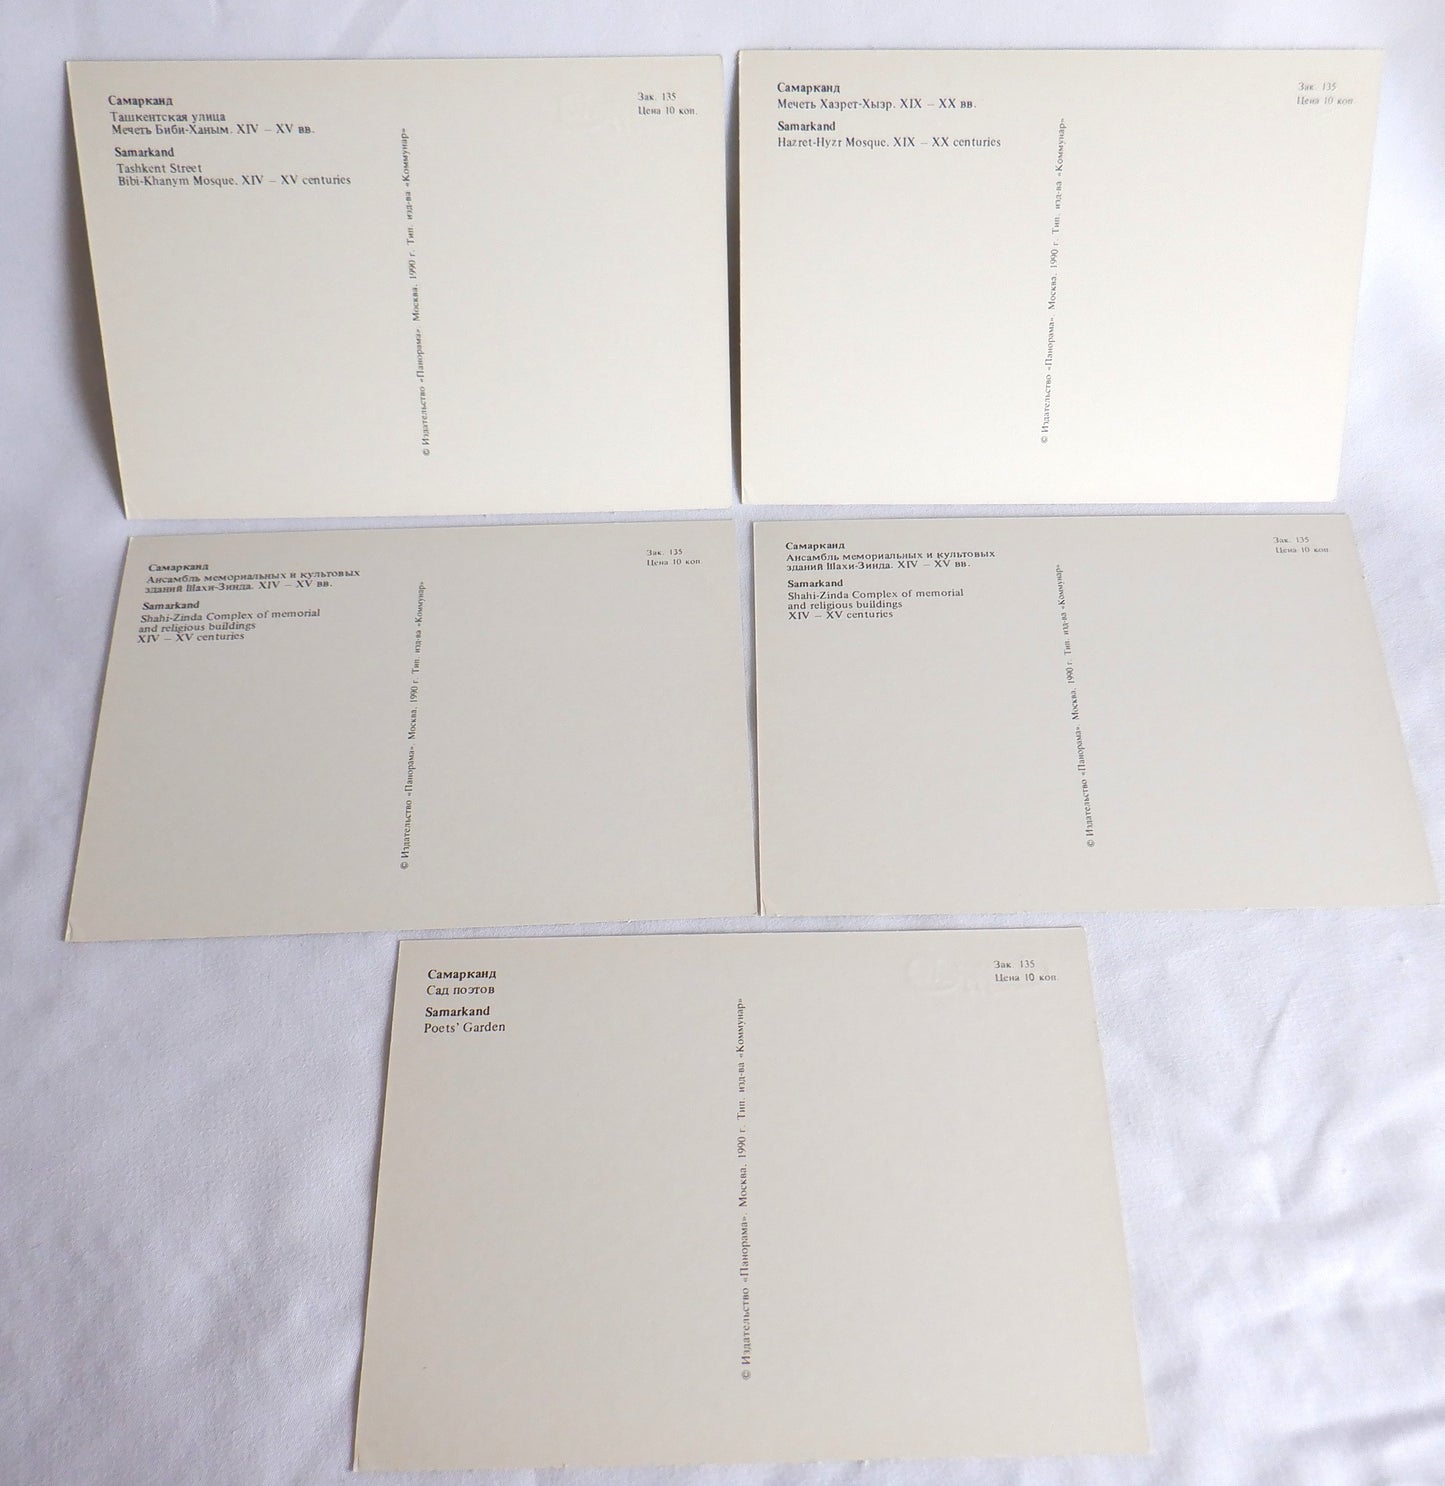 Самарканд
Ташкентская улица
Мечеть Биби-Ханым. XIV – XV вв.
Samarkand
Tashkent Street
Bibi-Khanym Mosque. XIV – XV centuries
Зак. 135
Цена 10 коп.
© Издательство «Панорама». Москва. 1990 г. Тип. изд-ва «Коммунар»
Самарканд
Мечеть Хазрет-Хызр. XIX – XX вв.
Samarkand
Hazret-Hyzr Mosque. XIX – XX centuries
Зак. 135
Цена 10 коп.
© Издательство «Панорама». Москва. 1990 г. Тип. изд-ва «Коммунар»
Самарканд
Ансамбль мемориальных и культовых
зданий Шахи-Зинда. XIV – XV вв.
Samarkand
Shahi-Zinda Complex of memorial
and religious buildings
XIV – XV centuries
Зак. 135
Цена 10 коп.
© Издательство «Панорама». Москва. 1990 г. Тип. изд-ва «Коммунар»
Самарканд
Ансамбль мемориальных и культовых
зданий Шахи-Зинда. XIV – XV вв.
Samarkand
Shahi-Zinda Complex of memorial
and religious buildings
XIV – XV centuries
Зак. 135
Цена 10 коп.
© Издательство «Панорама». Москва. 1990 г. Тип. изд-ва «Коммунар»
Самарканд
Сад поэтов
Samarkand
Poets' Garden
Зак. 135
Цена 10 коп.
© Издательство «Панорама». Москва. 1990 г. Тип. изд-ва «Коммунар»